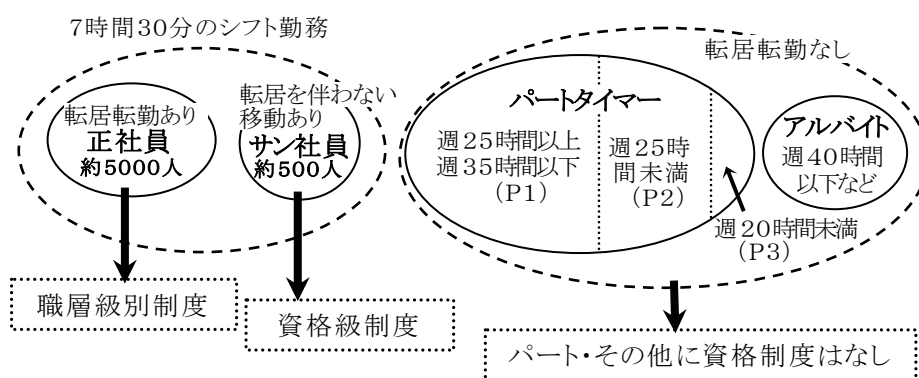 7時間30分のシフト勤務
転居転勤あり
正社員
約5000人
転居を伴わない
移動あり
サン社員
約500人
転居転勤なし
パートタイマー
週25時間以上
週35時間以下
(P1)
週25時
間未満
(P2)
週20時間未満
(P3)
アルバイト
週40時間
以下など
職層級別制度
資格級制度
パート・その他に資格制度はなし